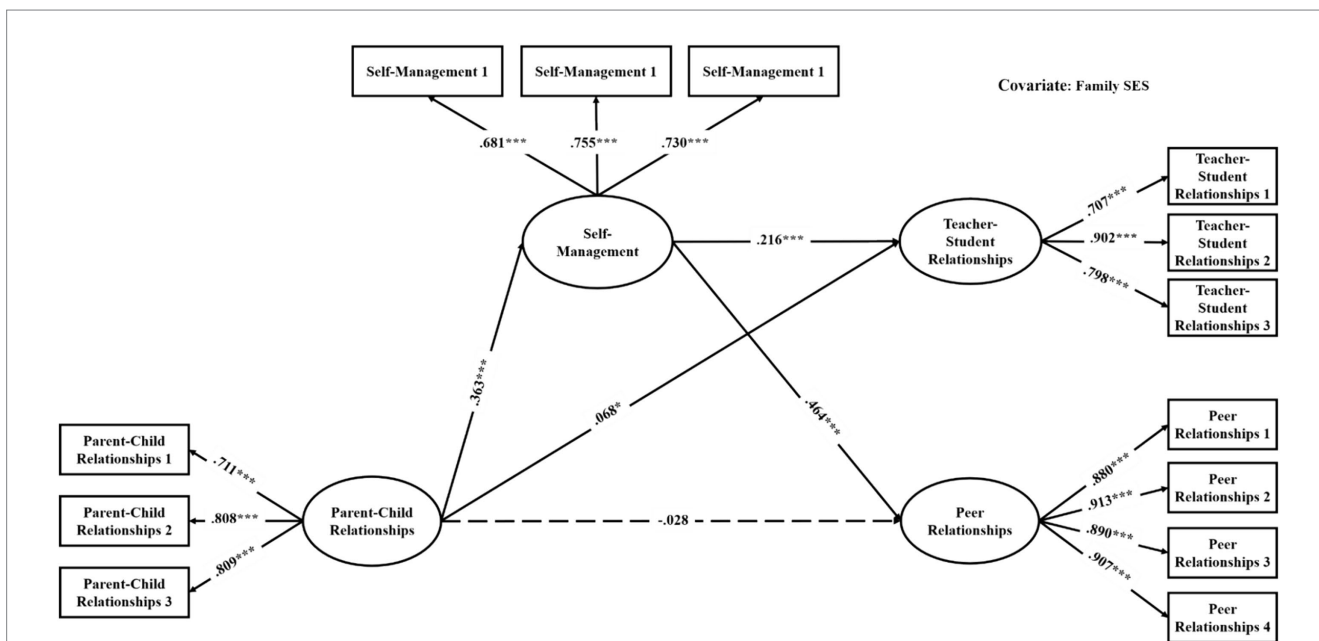 Self-Management 1
Self-Management 1
Self-Management 1
Covariate: Family SES
.681***
.755***
.730***
Self-
Management
.216***
Teacher-
Student
Relationships
.707***
.902***
.798***
Teacher-
Student
Relationships 1
Teacher-
Student
Relationships 2
Teacher-
Student
Relationships 3
.363***
.068*
.464***
Parent-Child
Relationships 1
Parent-Child
Relationships 2
Parent-Child
Relationships 3
.711***
.808***
.809***
Parent-Child
Relationships
-.028
Peer
Relationships
.880***
.913***
.890***
.907***
Peer
Relationships 1
Peer
Relationships 2
Peer
Relationships 3
Peer
Relationships 4